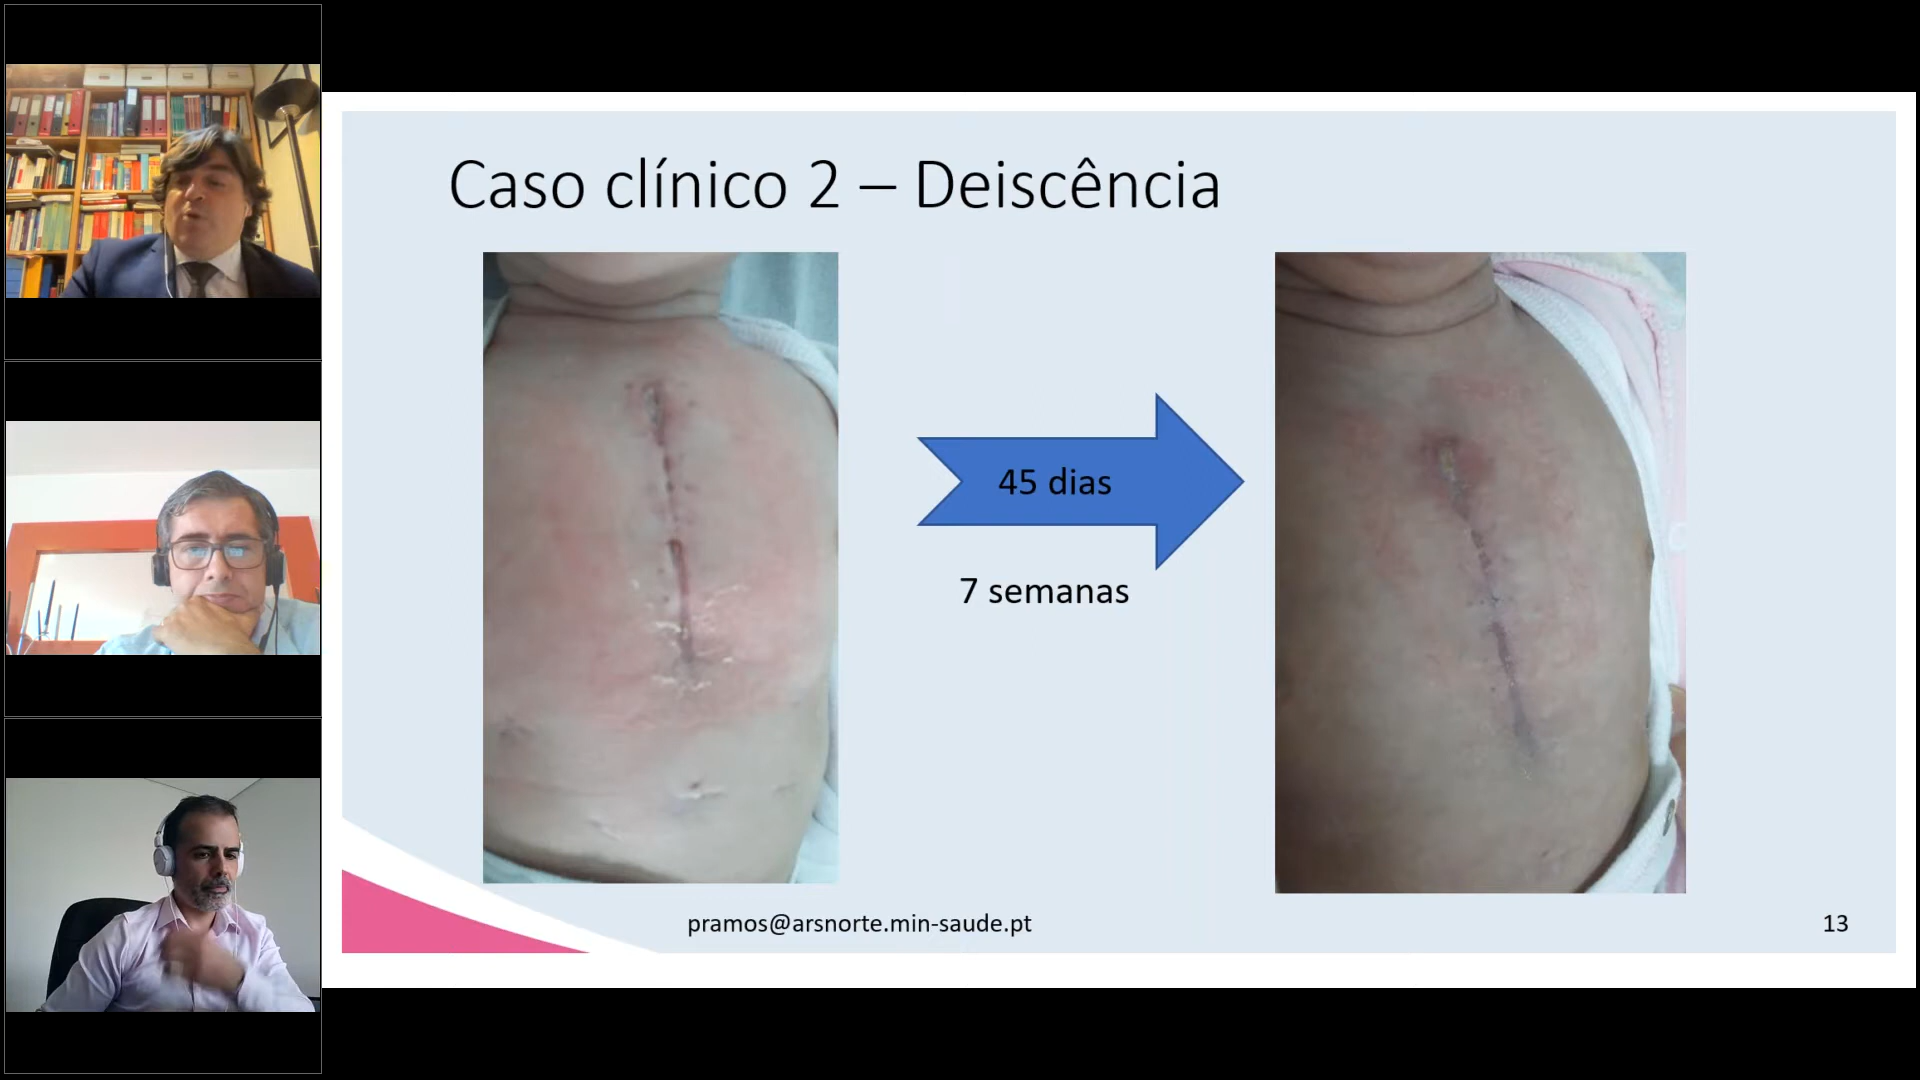 Caso clínico 2 – Deiscência
45 dias
7 semanas
pramos@arsnorte.min-saude.pt
13